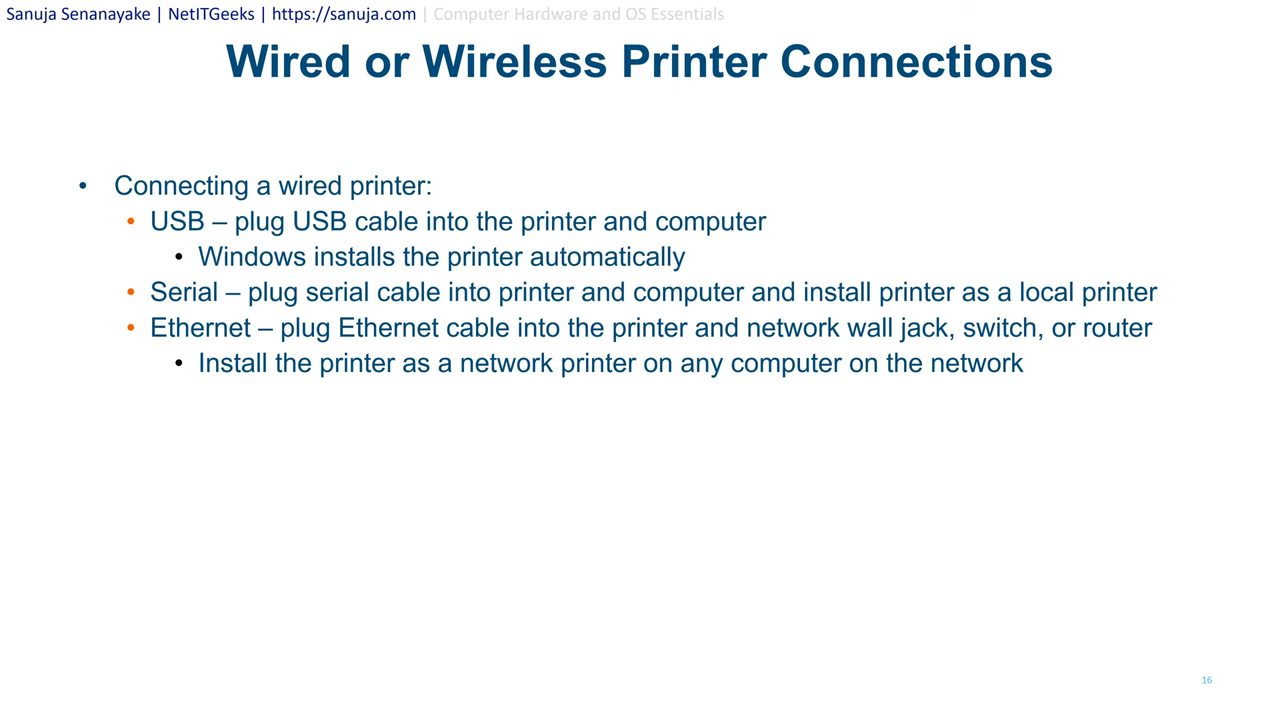 Sanuja Senanayake | NetITGeeks | https://sanuja.com | Computer Hardware and OS Essentials
Wired or Wireless Printer Connections
• Connecting a wired printer:
• USB – plug USB cable into the printer and computer
• Windows installs the printer automatically
• Serial – plug serial cable into printer and computer and install printer as a local printer
• Ethernet – plug Ethernet cable into the printer and network wall jack, switch, or router
• Install the printer as a network printer on any computer on the network
16